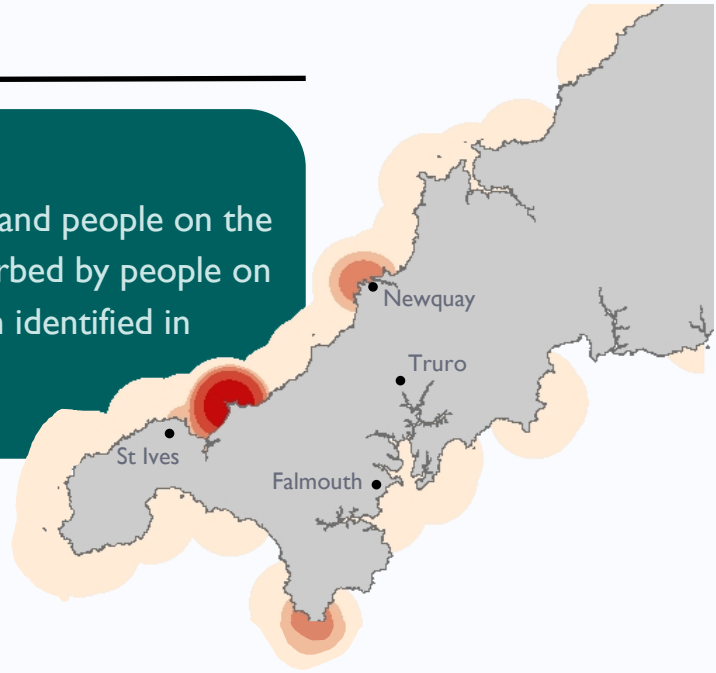 and people on the
rbed by people on
identified in
Newquay
Truro
St Ives
Falmouth